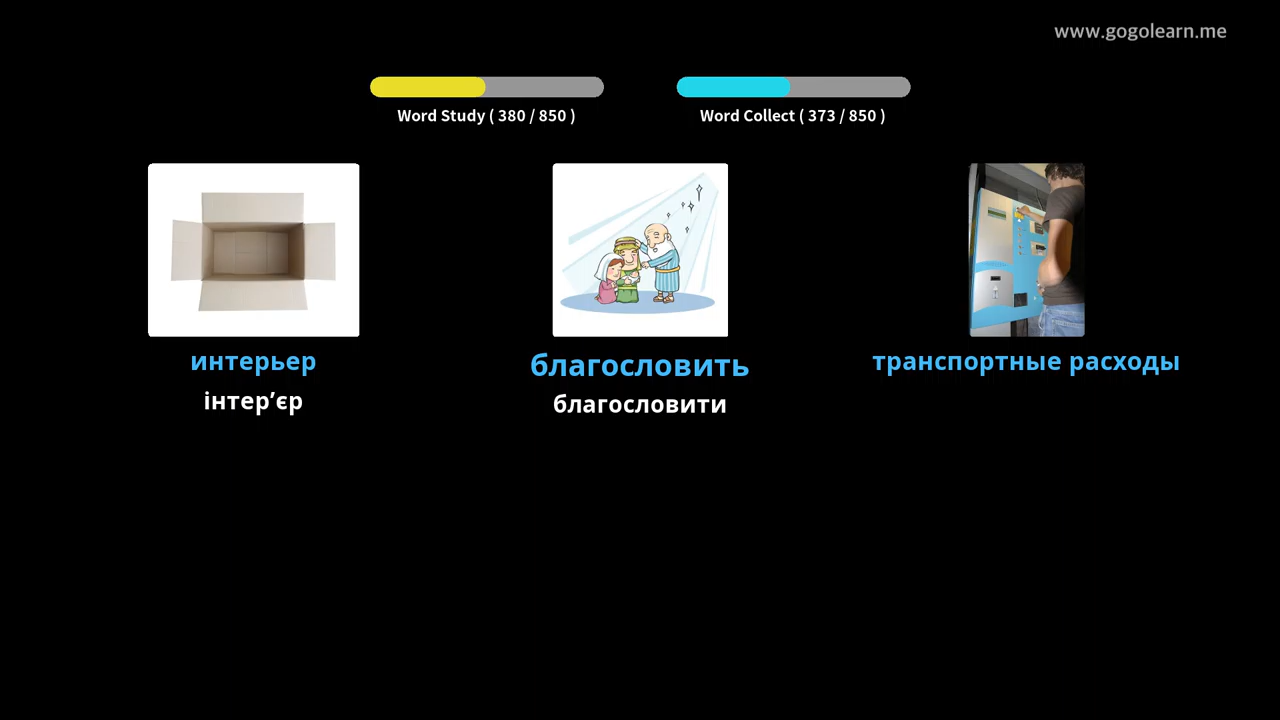 www.gogolearn.me
Word Study ( 380 / 850 )
Word Collect ( 373 / 850 )
интерьер
благословить
транспортные расходы
інтер’єр
благословити